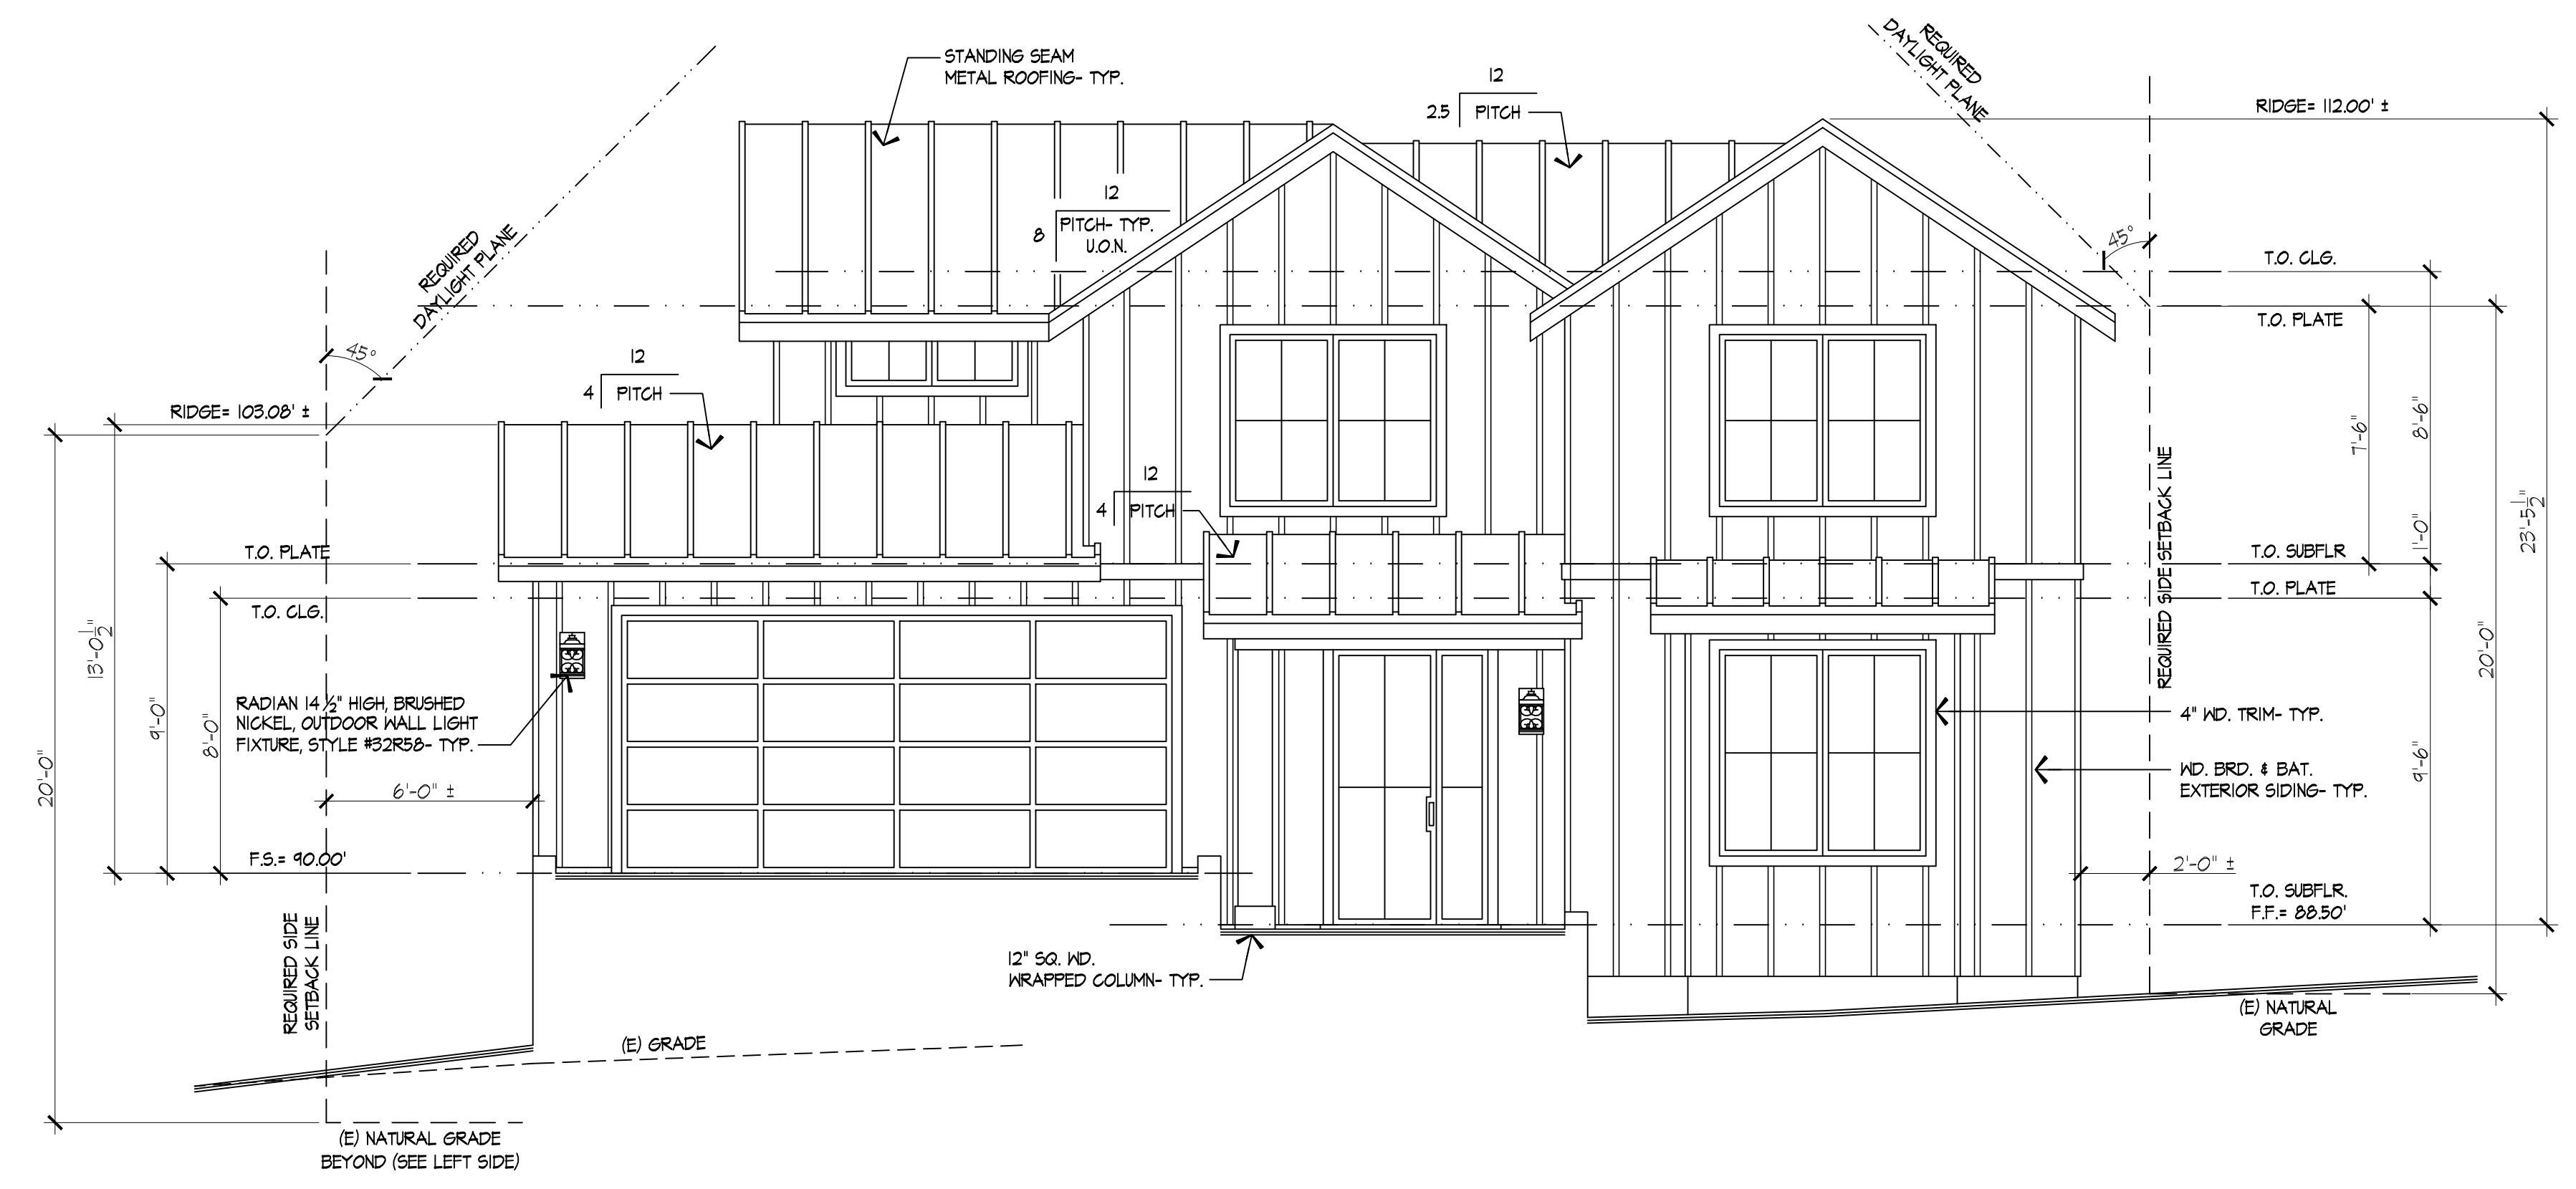 STANDING SEAM
METAL ROOFING- TYP.
12
2.5
PITCH
REQUIRED
DAYLIGHT PLANE
RIDGE= 112.00' ±
12
8
PITCH- TYP.
U.O.N.
REQUIRED
DAYLIGHT PLANE
45°
T.O. CLG.
T.O. PLATE
45°
12
4
PITCH
RIDGE= 103.08' ±
8'-6"
7'-6"
12
4
PITCH
23'-5 1/2"
1'-0"
T.O. PLATE
T.O. SUBFLR
T.O. PLATE
T.O. CLG.
REQUIRED SIDE SETBACK LINE
13'-0 1/2"
20'-0"
RADIAN 14 ½" HIGH, BRUSHED
NICKEL, OUTDOOR WALL LIGHT
FIXTURE, STYLE #32R58- TYP.
9'-0"
8'-0"
4" WD. TRIM- TYP.
20'-0"
6'-0" ±
9'-6"
WD. BRD. & BAT.
EXTERIOR SIDING- TYP.
F.S.= 90.00'
2'-0" ±
T.O. SUBFLR.
F.F.= 88.50'
REQUIRED SIDE
SETBACK LINE
12" SQ. WD.
WRAPPED COLUMN- TYP.
(E) NATURAL
GRADE
(E) GRADE
(E) NATURAL GRADE
BEYOND (SEE LEFT SIDE)